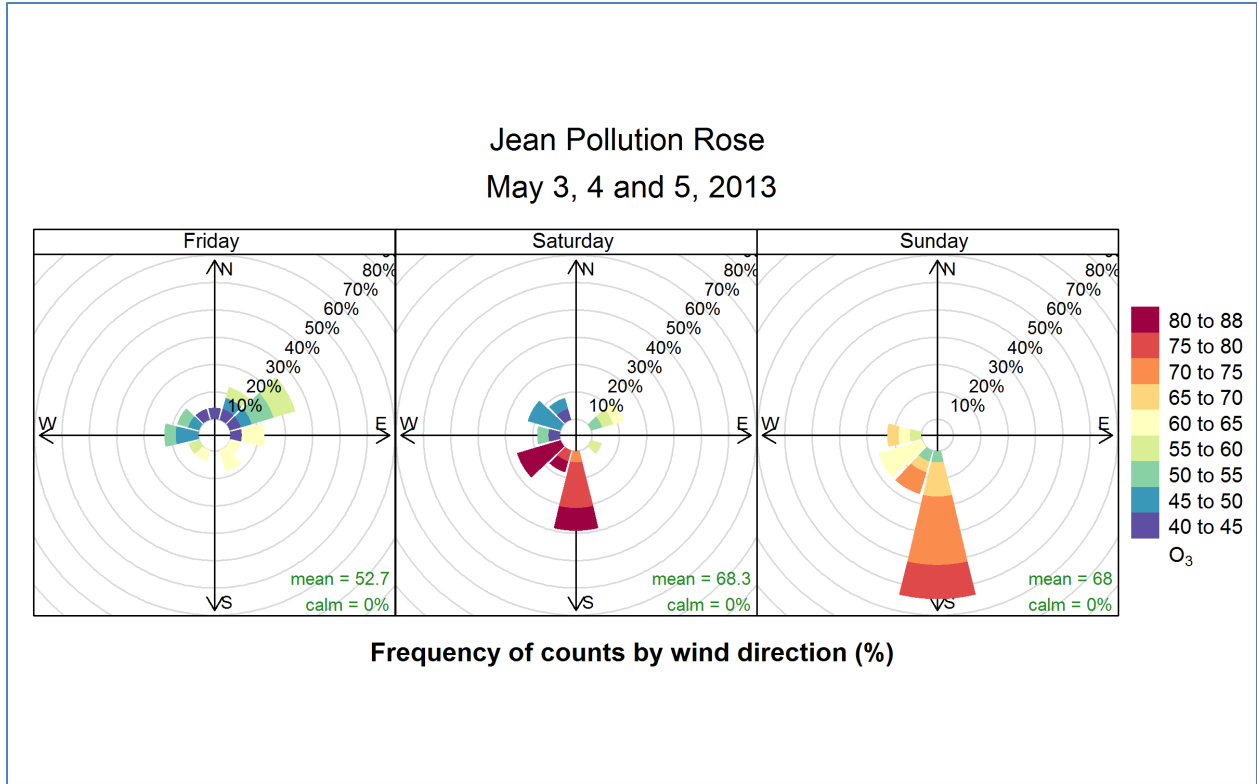 Jean Pollution Rose
May 3, 4 and 5, 2013
Friday
Saturday
Sunday
N
80%
70%
60%
50%
40%
30%
20%
10%
W
E
S
mean = 52.7
calm = 0%
N
80%
70%
60%
50%
40%
30%
20%
10%
W
E
S
mean = 68.3
calm = 0%
N
80%
70%
60%
50%
40%
30%
20%
10%
W
E
S
mean = 68
calm = 0%
80 to 88
75 to 80
70 to 75
65 to 70
60 to 65
55 to 60
50 to 55
45 to 50
40 to 45
O₃
Frequency of counts by wind direction (%)